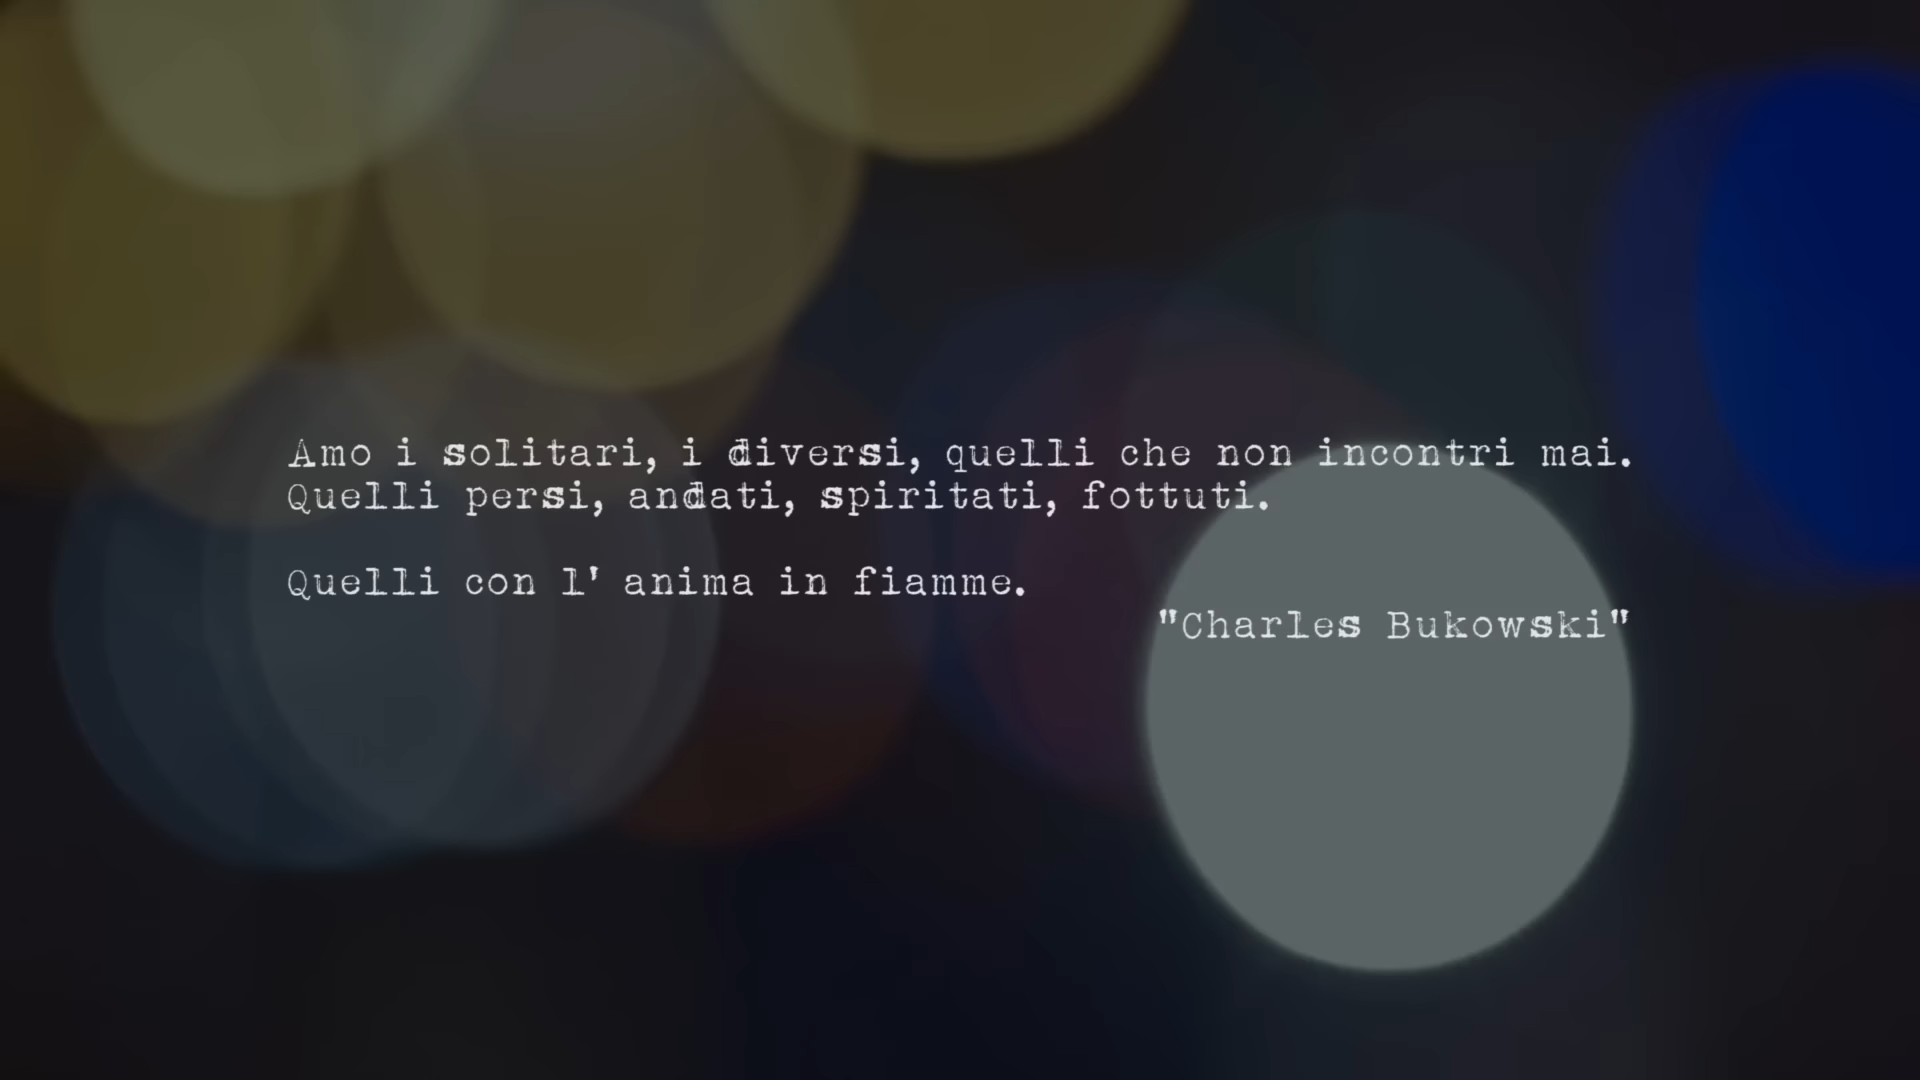 Amo i solitari, i diversi, quelli che non incontri mai.
Quelli persi, andati, spiritati, fottuti.
Quelli con l' anima in fiamme.
"Charles Bukowski"